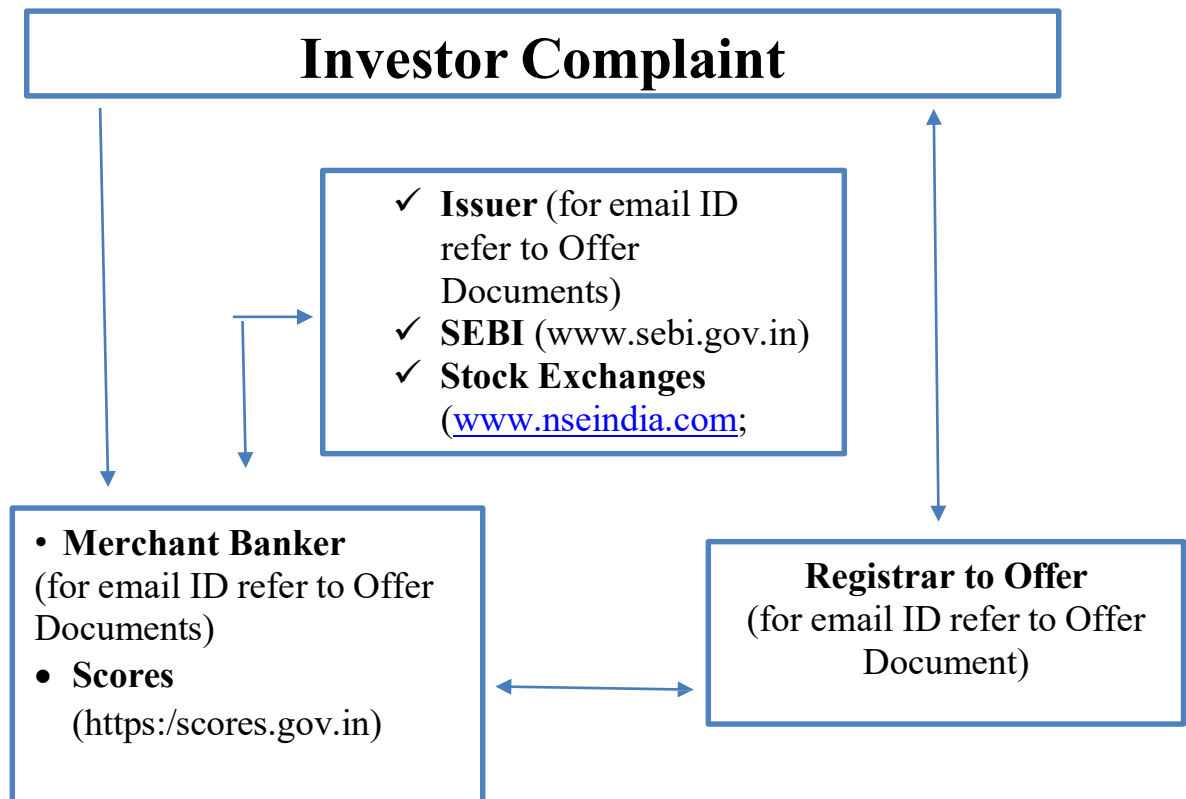 Investor Complaint
✓ Issuer (for email ID
refer to Offer
Documents)
✓ SEBI (www.sebi.gov.in)
✓ Stock Exchanges
(www.nseindia.com;
• Merchant Banker
(for email ID refer to Offer
Documents)
• Scores
(https:/scores.gov.in)
Registrar to Offer
(for email ID refer to Offer
Document)